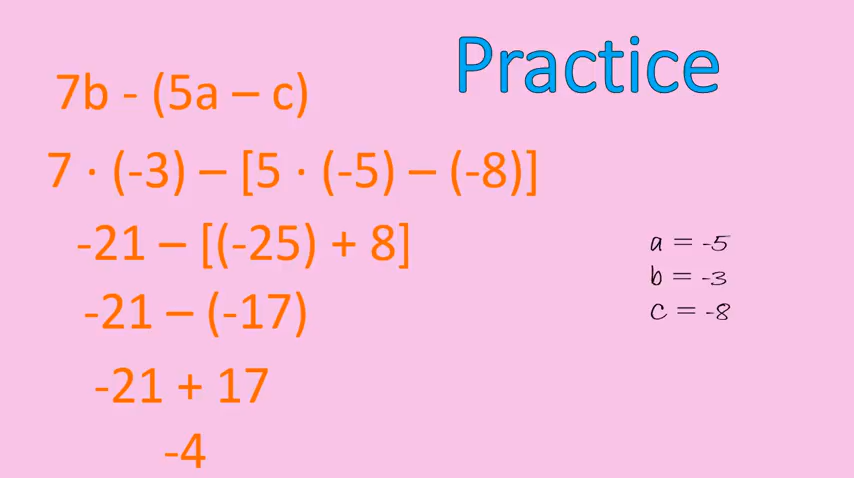 Practice
7b - (5a – c)
7 · (-3) – [5 · (-5) – (-8)]
-21 – [(-25) + 8]
-21 – (-17)
-21 + 17
-4
a = -5
b = -3
c = -8